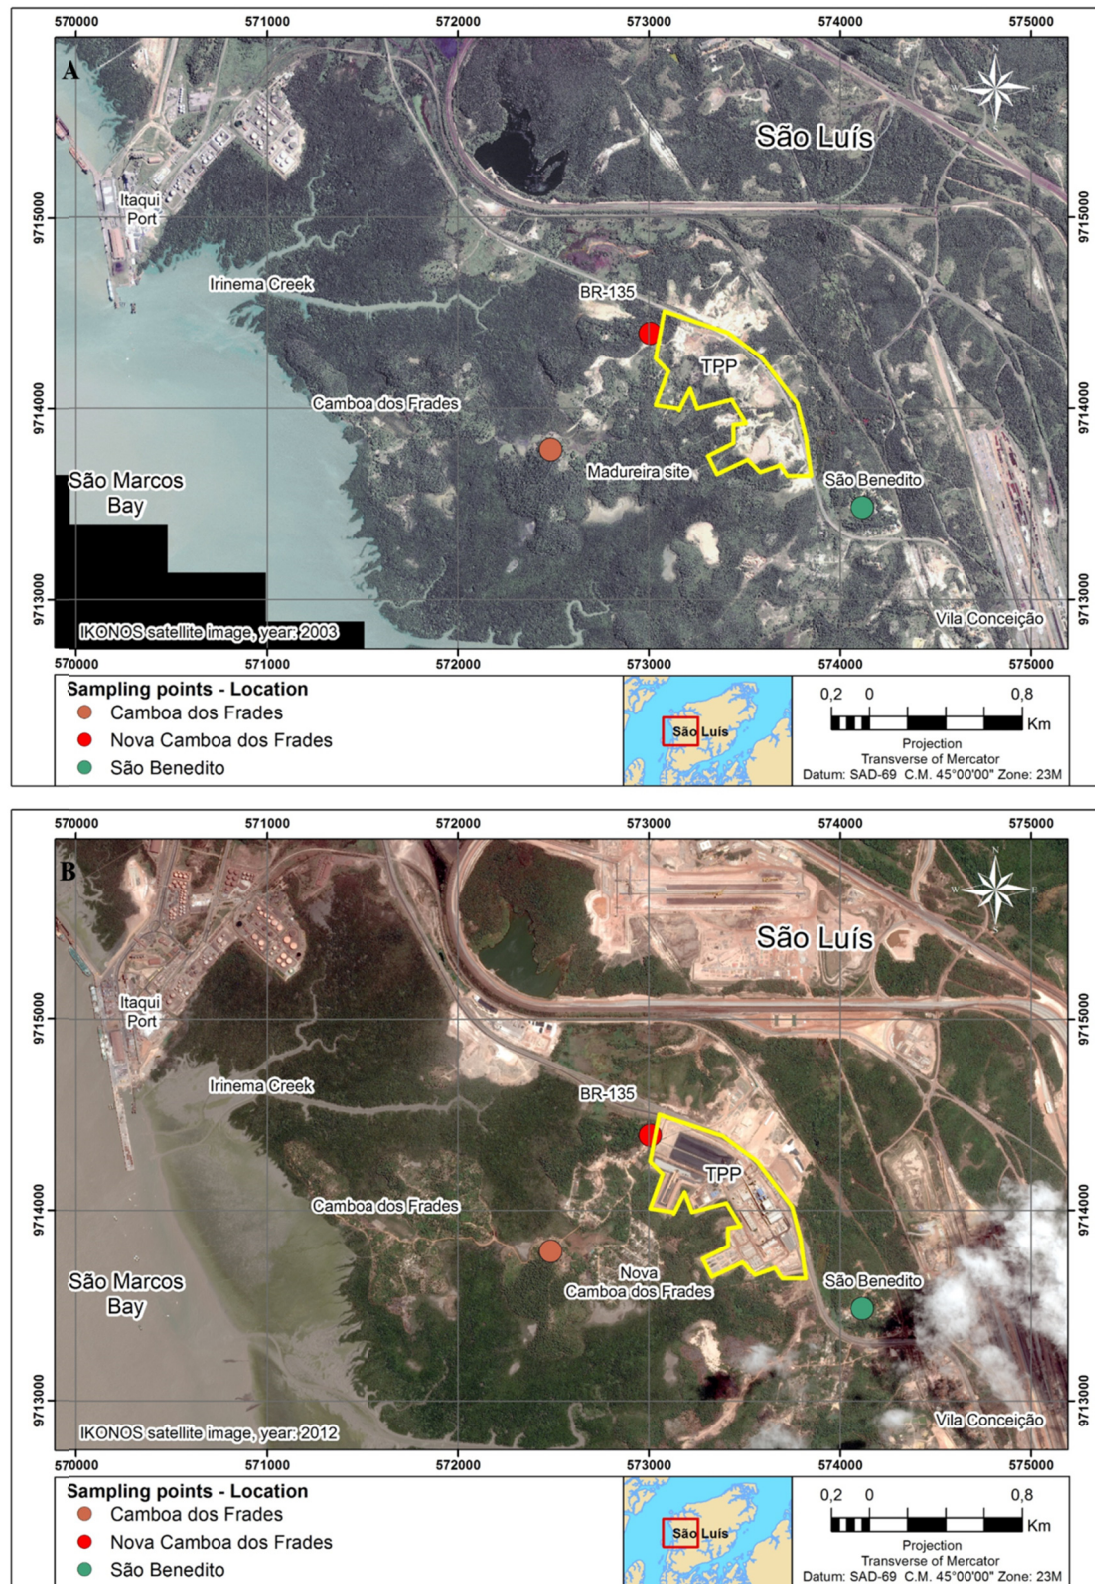 570000 571000 572000 573000 574000 575000
A
N
W E
S
São Luís
Itaqui
Port
9715000 9715000
Irinema Creek
BR-135
TPP
Camboa dos Frades
9714000 9714000
Madureira site
São Marcos
Bay
São Benedito
9713000 9713000
Vila Conceição
IKONOS satellite image, year: 2003
570000 571000 572000 573000 574000 575000
Sampling points - Location
Camboa dos Frades
Nova Camboa dos Frades
São Benedito
São Luís
0,2 0 0,8
Km
Projection
Transverse of Mercator
Datum: SAD-69 C.M. 45°00'00" Zone: 23M
570000 571000 572000 573000 574000 575000
B
N
W E
S
São Luís
Itaqui
Port
9715000 9715000
Irinema Creek
BR-135
TPP
Camboa dos Frades
9714000 9714000
Nova
Camboa dos Frades
São Marcos
Bay
São Benedito
9713000 9713000
Vila Conceição
IKONOS satellite image, year: 2012
570000 571000 572000 573000 574000 575000
Sampling points - Location
Camboa dos Frades
Nova Camboa dos Frades
São Benedito
São Luís
0,2 0 0,8
Km
Projection
Transverse of Mercator
Datum: SAD-69 C.M. 45°00'00" Zone: 23M